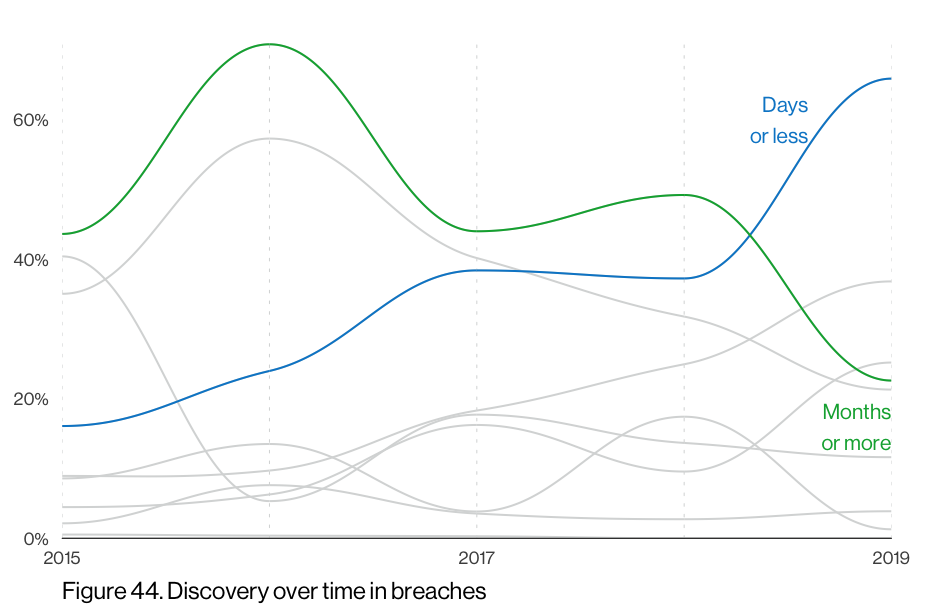 60%
Days
or less
40%
20%
Months
or more
0%
2015
2017
2019
Figure 44. Discovery over time in breaches